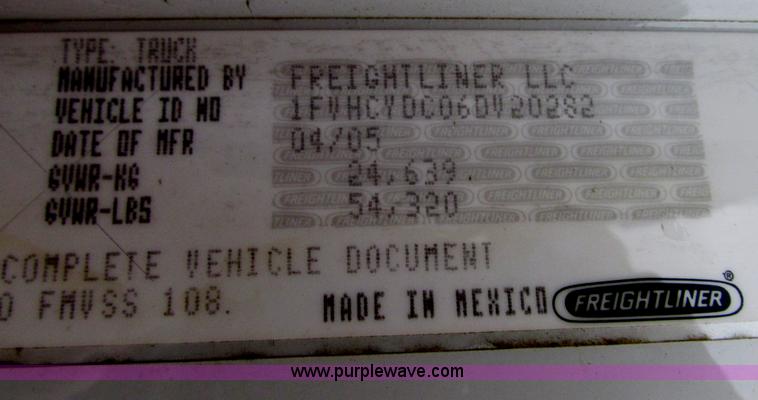 TYPE: TRUCK
MANUFACTURED BY FREIGHTLINER LLC
VEHICLE ID NO 1FVHCYDC06DV20282
DATE OF MFR 04/05
GVWR-KG 24,639
GVWR-LBS 54,320
COMPLETE VEHICLE DOCUMENT
FMVSS 108.
MADE IN MEXICO FREIGHTLINER®
www.purplewave.com